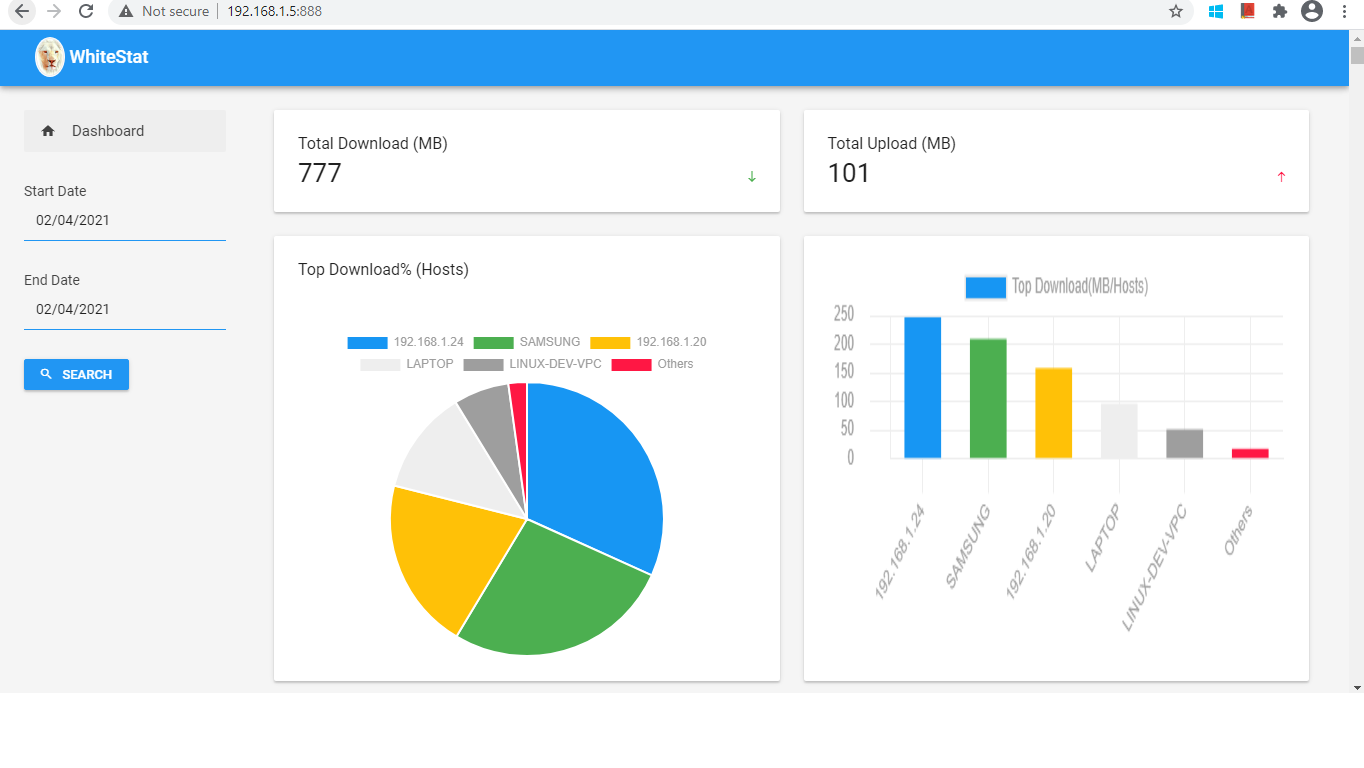 Not secure | 192.168.1.5:888
WhiteStat
Dashboard
Start Date
02/04/2021
End Date
02/04/2021
SEARCH
Total Download (MB)
777
Total Upload (MB)
101
Top Download% (Hosts)
192.168.1.24 SAMSUNG 192.168.1.20
LAPTOP LINUX-DEV-VPC Others
Top Download(MB/Hosts)
250
200
150
100
50
0
192.168.1.24
SAMSUNG
192.168.1.20
LAPTOP
LINUX-DEV-VPC
Others